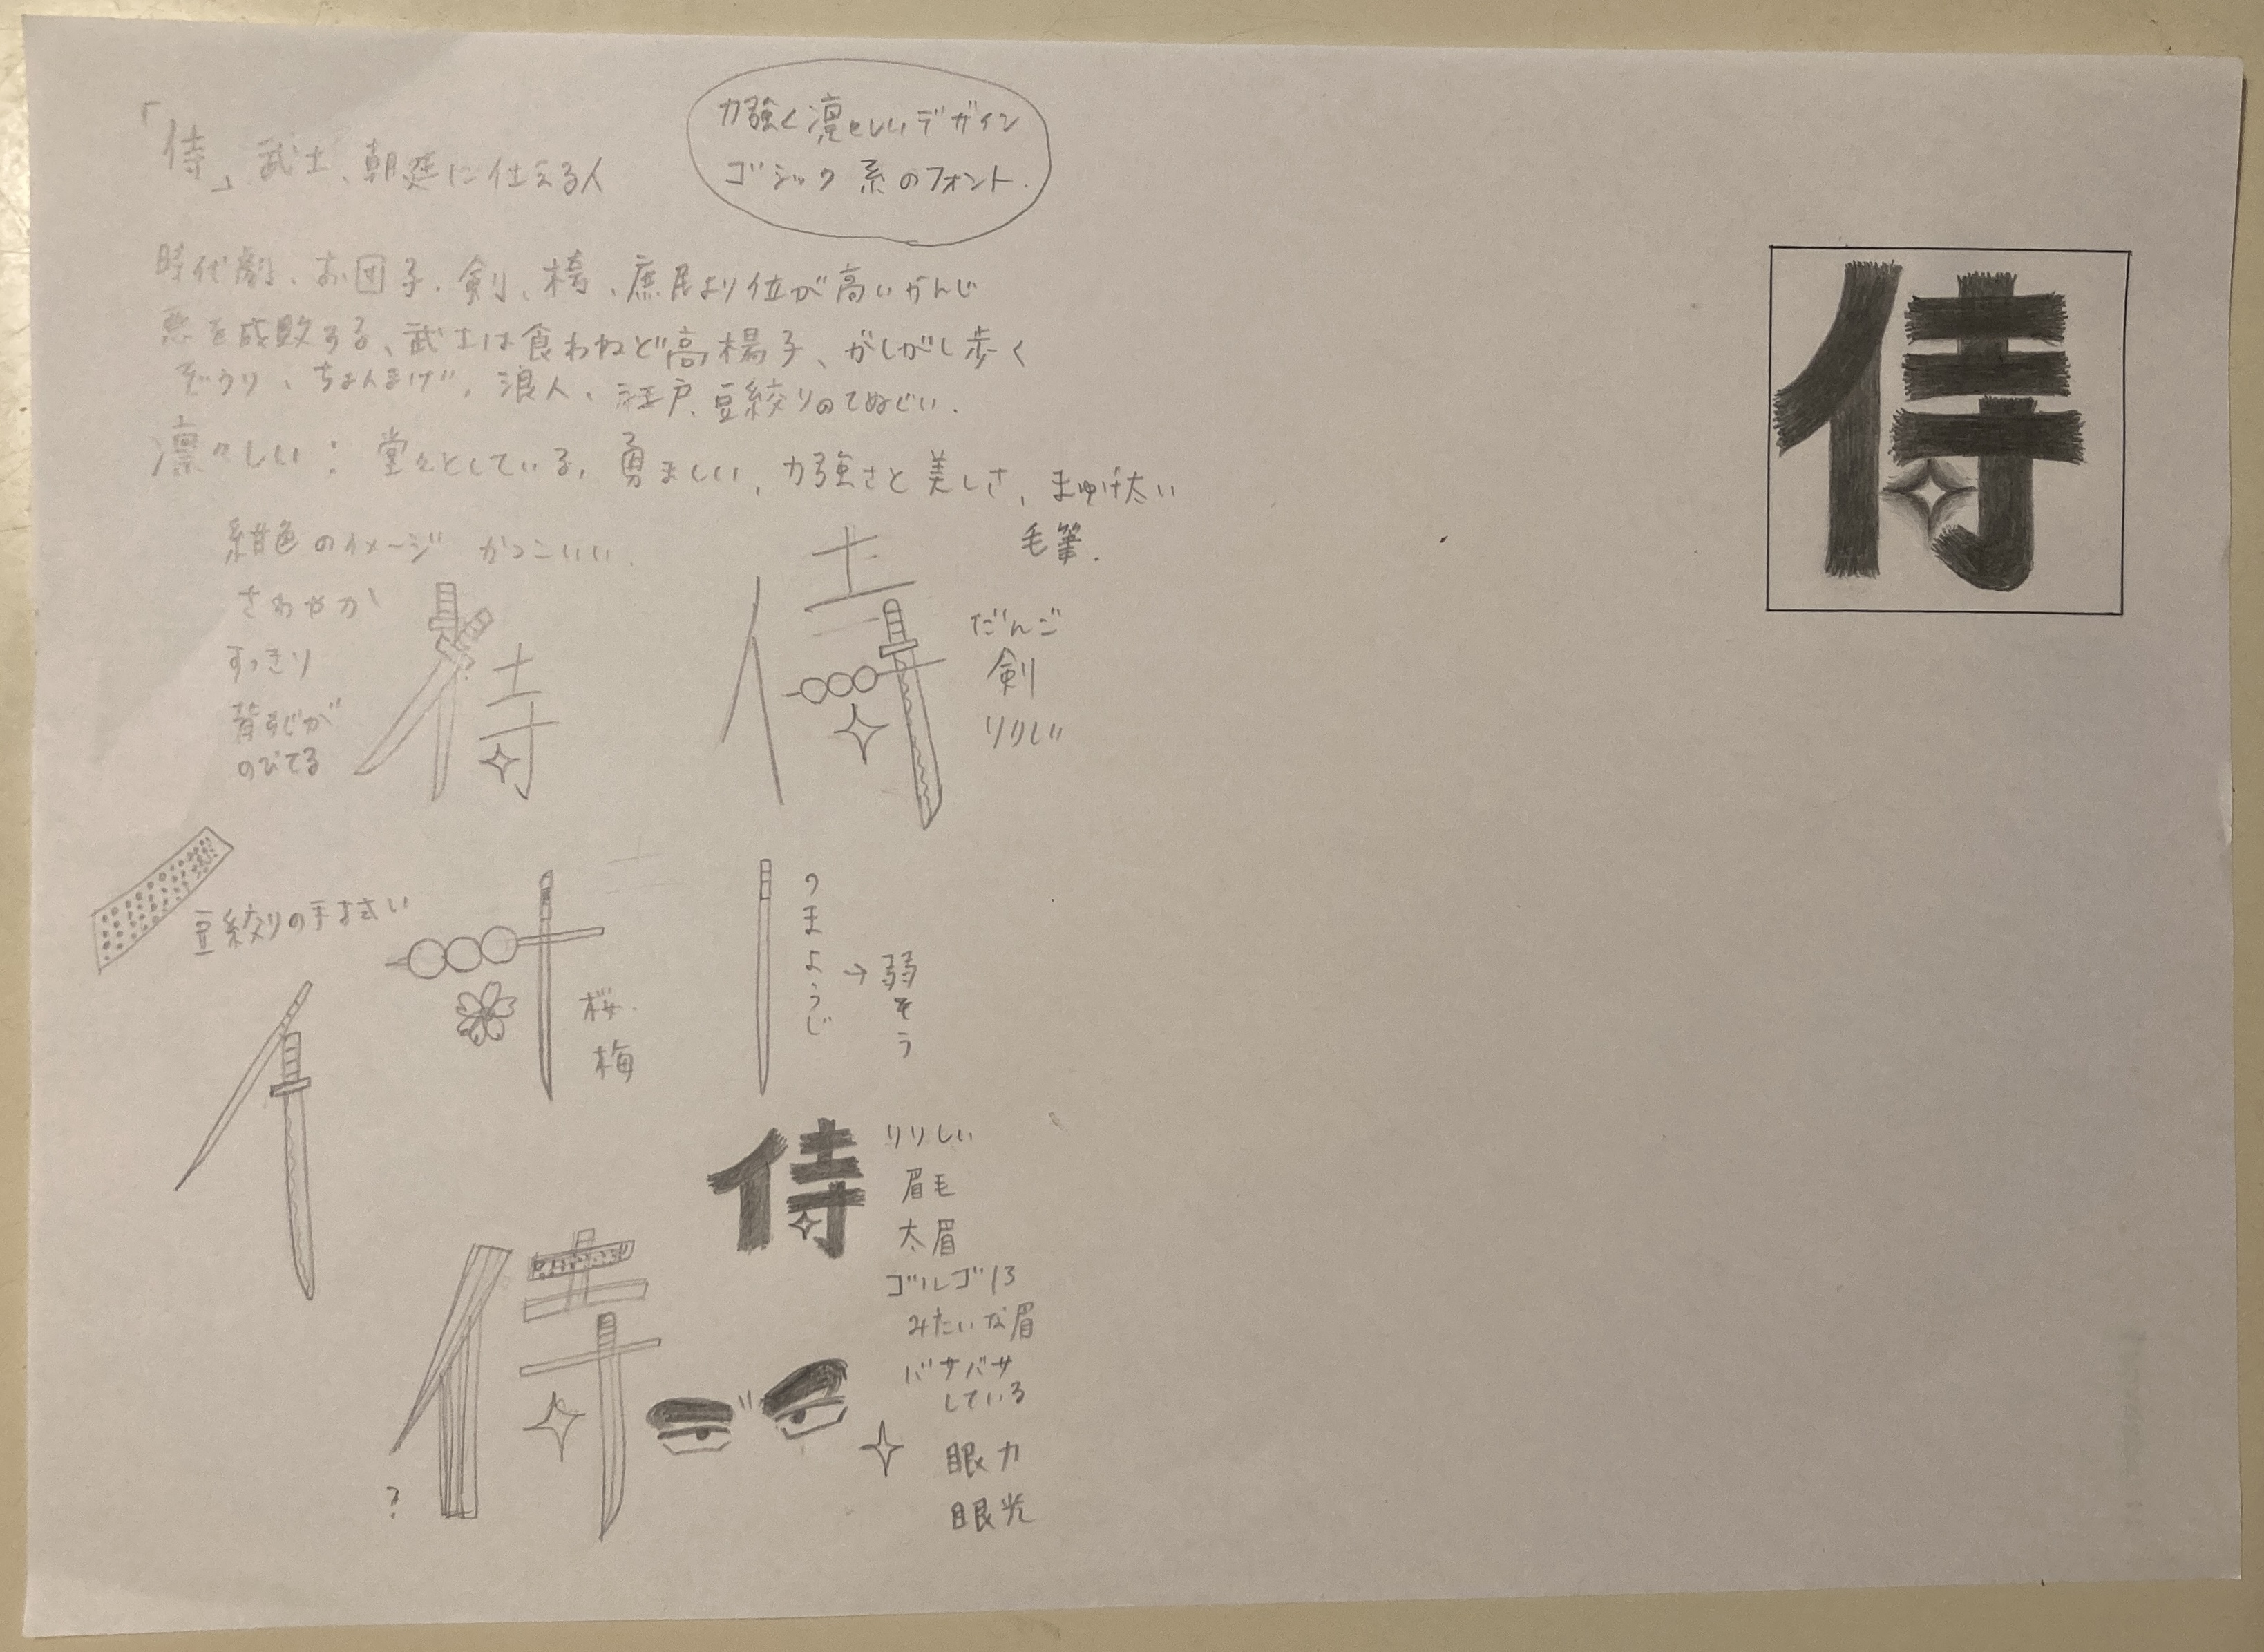 「侍」武士、朝廷に仕える人
力強く凛々しいデザイン
ゴシック系のフォント.
時代劇、お団子、剣、袴、庶民より位が高いかんじ
悪を成敗する、武士は食わねど高楊子、がしがし歩く
ぞうり、ちょんまげ、浪人、江戸、豆絞りのてぬぐい.
凛々しい:堂々としている,勇ましい,力強さと美しさ、まゆげ太い
毛筆.
紺色のイメージ かっこいい.
さわやか
すっきり
背すじが
のびてる
侍
侍
だんご
剣
りりしい
豆絞りの手ぬぐい
桜.
梅
つまようじ
→弱そう
イ
侍
りりしい
眉毛
太眉
ゴルゴ13
みたいな眉
バサバサ
している
眼力
眼光
侍
?
侍